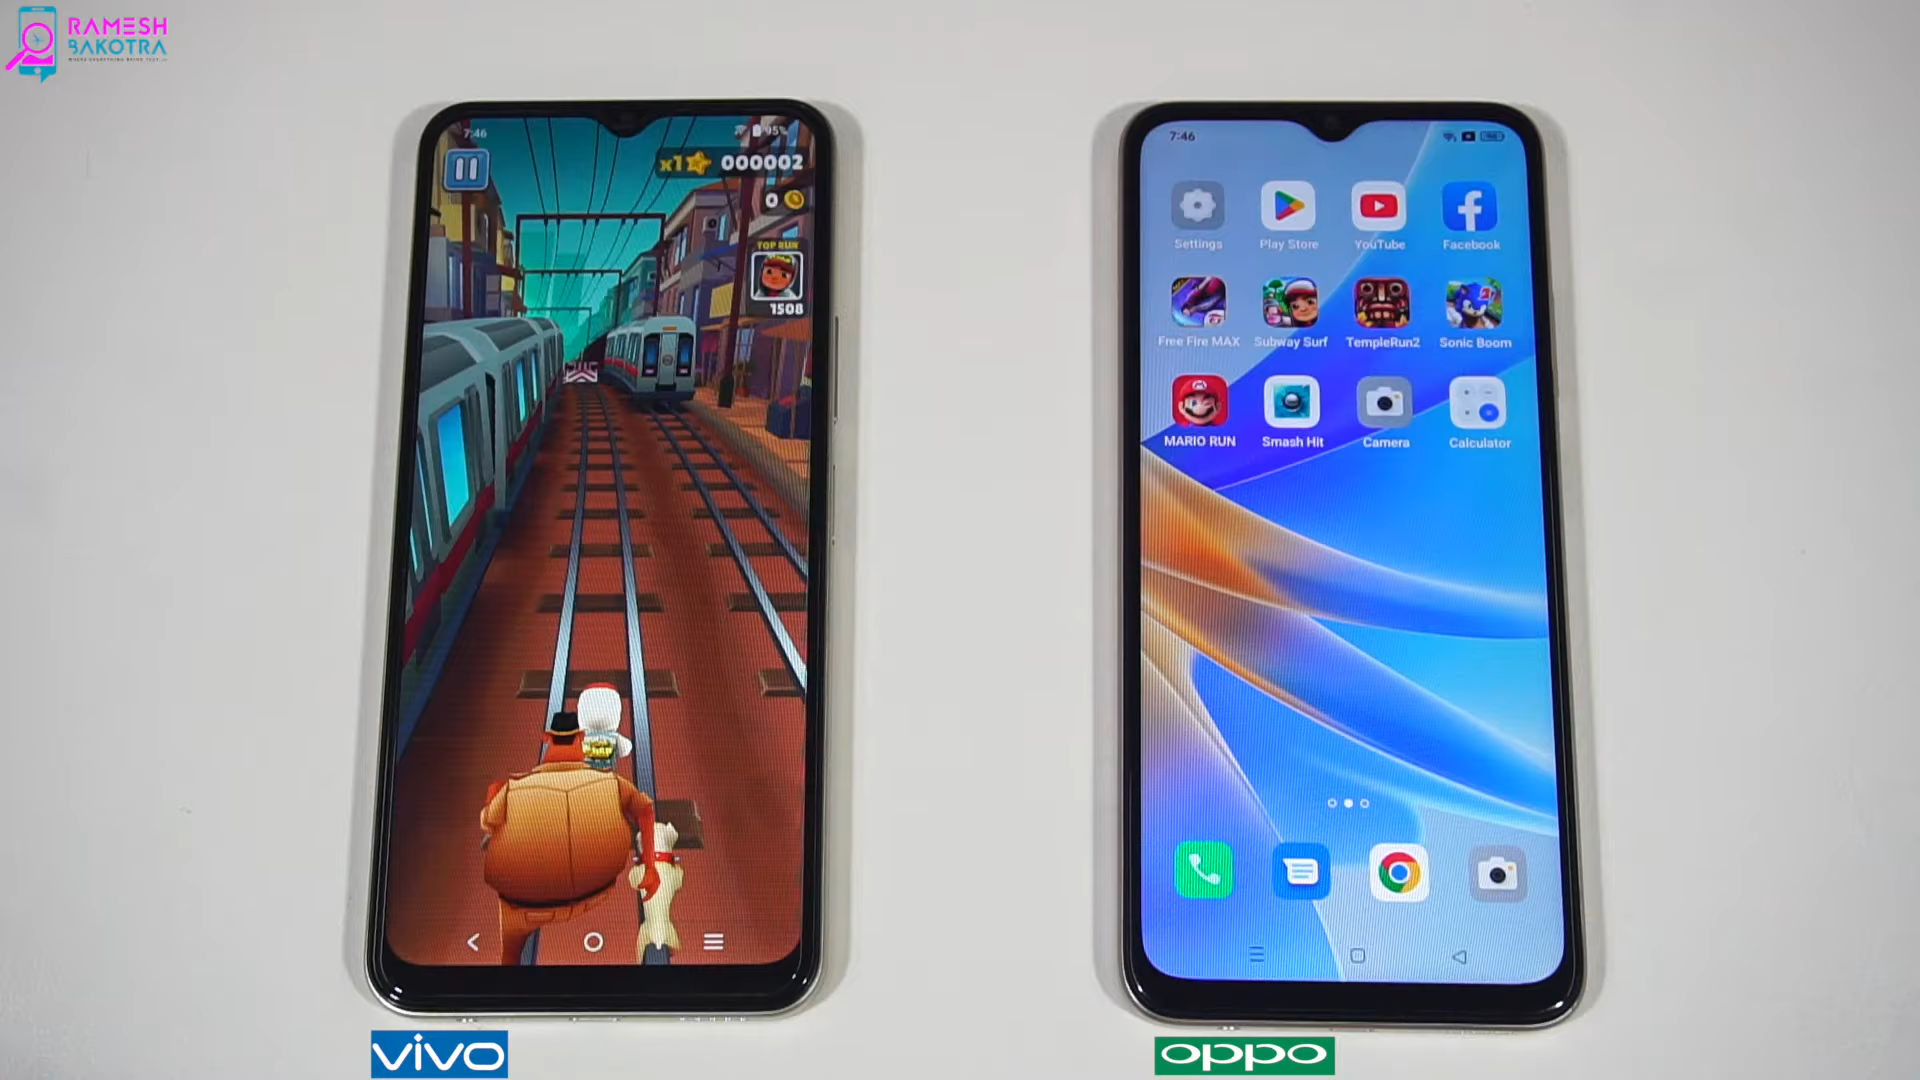 RAMESH
BAKOTRA
7:46
95%
x1 000002
0
TOP RUN
1508
7:46
Settings
Play Store
YouTube
Facebook
Free Fire MAX
Subway Surf
TempleRun2
Sonic Boom
MARIO RUN
Smash Hit
Camera
Calculator
vivo
oppo